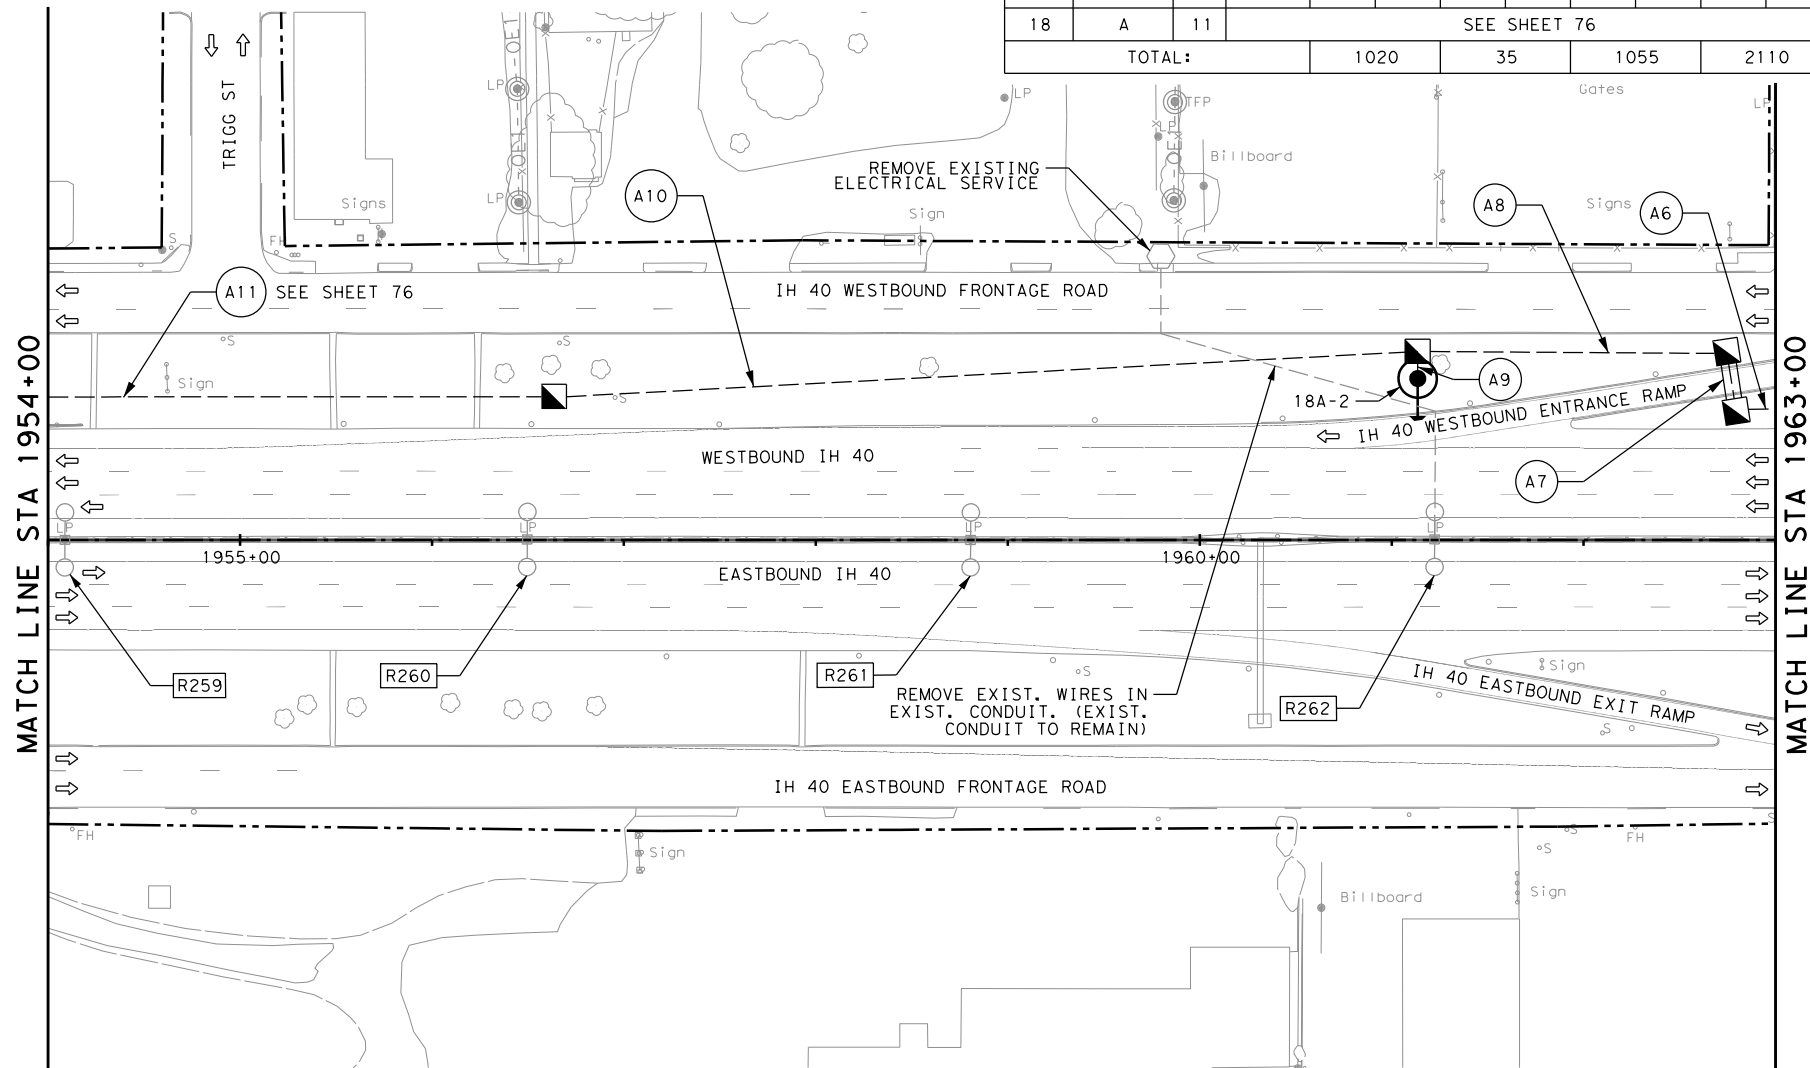 18 A 11 SEE SHEET 76
TOTAL: 1020 35 1055 2110
MATCH LINE STA 1954+00
MATCH LINE STA 1963+00
TRIGG ST
LP
LP
OE1
OE1
LP
TFP
LP
OE1
Gates
Billboard
REMOVE EXISTING
ELECTRICAL SERVICE
A10
A8
A6
Signs
Sign
Signs
S
FH
A11 SEE SHEET 76
IH 40 WESTBOUND FRONTAGE ROAD
S
S
Sign
S
A9
18A-2
IH 40 WESTBOUND ENTRANCE RAMP
WESTBOUND IH 40
A7
LP
LP
LP
LP
1955+00
1960+00
EASTBOUND IH 40
R259
R260
R261
R262
REMOVE EXIST. WIRES IN
EXIST. CONDUIT. (EXIST.
CONDUIT TO REMAIN)
S
Sign
IH 40 EASTBOUND EXIT RAMP
S
IH 40 EASTBOUND FRONTAGE ROAD
FH
Sign
S
FH
S
Billboard
Sign